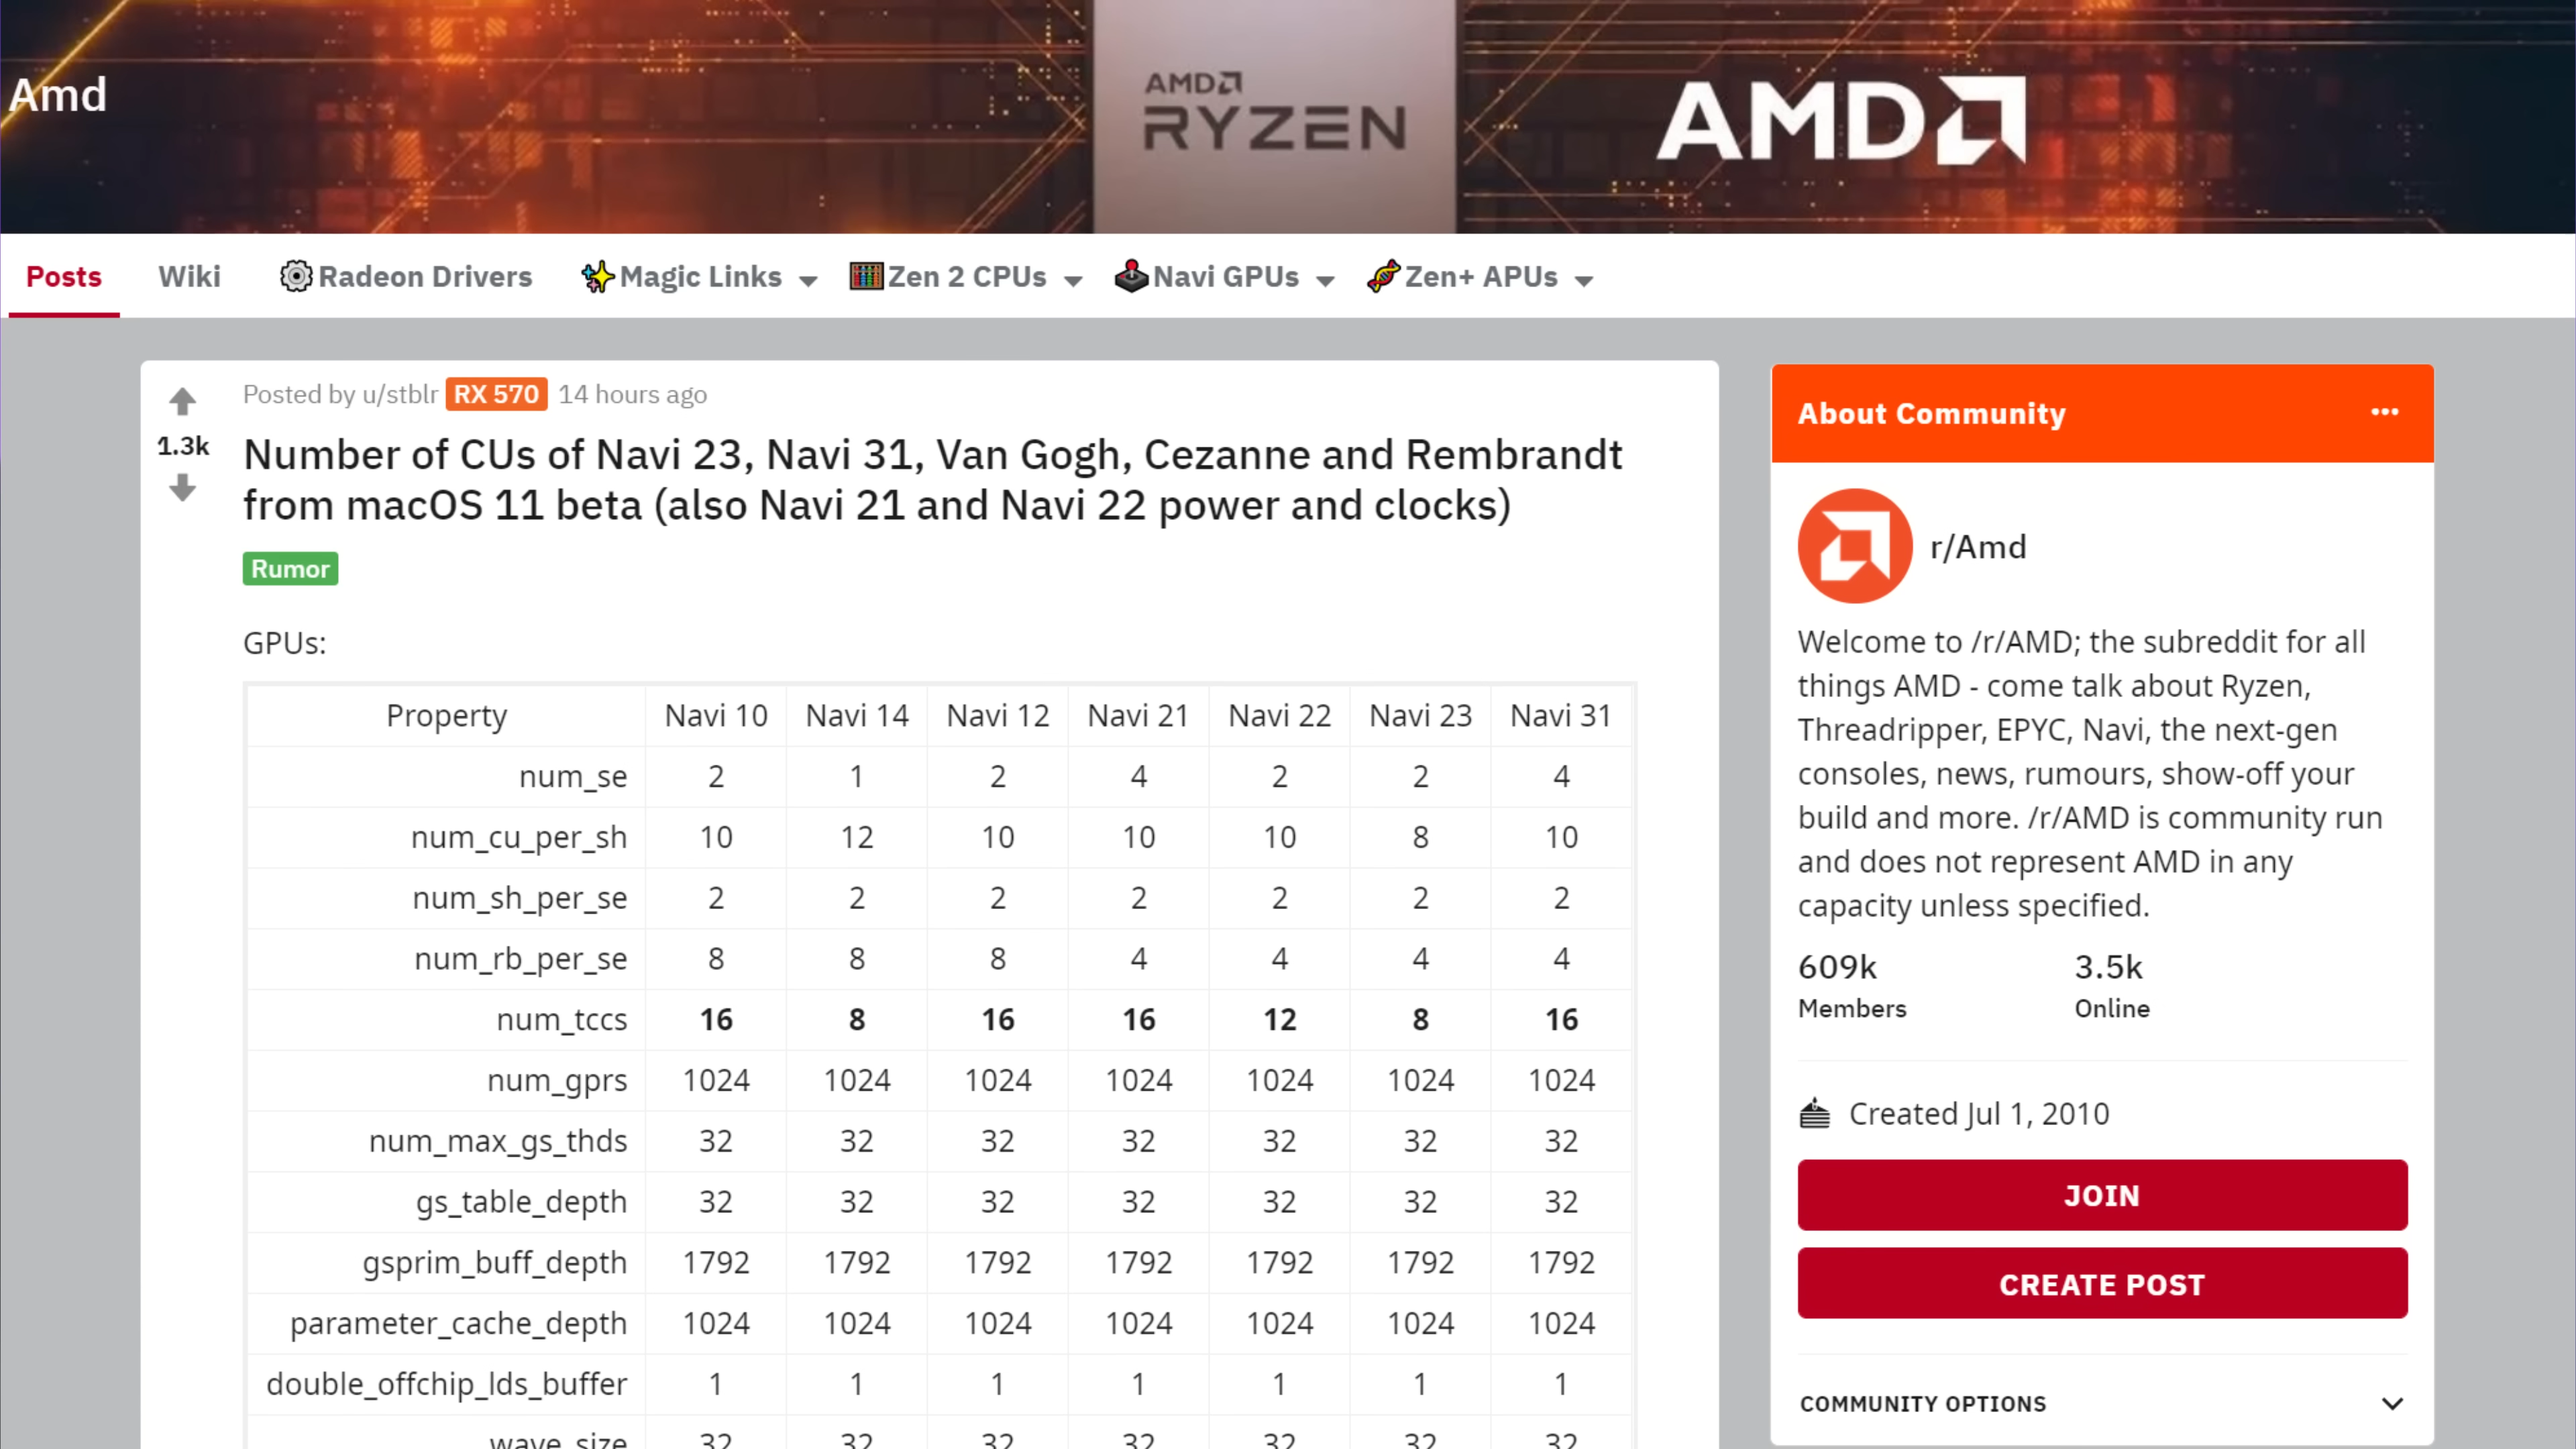 Amd
AMD
RYZEN
AMD
Posts Wiki Radeon Drivers Magic Links Zen 2 CPUs Navi GPUs Zen+ APUs
Posted by u/stblr RX 570 14 hours ago
1.3k
Number of CUs of Navi 23, Navi 31, Van Gogh, Cezanne and Rembrandt
from macOS 11 beta (also Navi 21 and Navi 22 power and clocks)
Rumor
GPUs:
Property Navi 10 Navi 14 Navi 12 Navi 21 Navi 22 Navi 23 Navi 31
num_se 2 1 2 4 2 2 4
num_cu_per_sh 10 12 10 10 10 8 10
num_sh_per_se 2 2 2 2 2 2 2
num_rb_per_se 8 8 8 4 4 4 4
num_tccs 16 8 16 16 12 8 16
num_gprs 1024 1024 1024 1024 1024 1024 1024
num_max_gs_thds 32 32 32 32 32 32 32
gs_table_depth 32 32 32 32 32 32 32
gsprim_buff_depth 1792 1792 1792 1792 1792 1792 1792
parameter_cache_depth 1024 1024 1024 1024 1024 1024 1024
double_offchip_lds_buffer 1 1 1 1 1 1 1
wave_size 32 32 32 32 32 32 32
About Community
r/Amd
Welcome to /r/AMD; the subreddit for all
things AMD - come talk about Ryzen,
Threadripper, EPYC, Navi, the next-gen
consoles, news, rumours, show-off your
build and more. /r/AMD is community run
and does not represent AMD in any
capacity unless specified.
609k 3.5k
Members Online
Created Jul 1, 2010
JOIN
CREATE POST
COMMUNITY OPTIONS